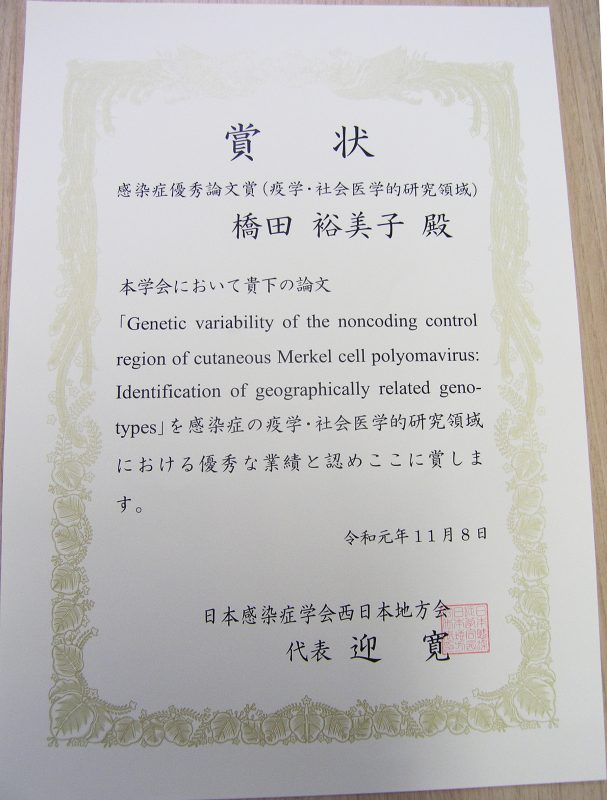 賞 状
感染症優秀論文賞(疫学・社会医学的研究領域)
橋田 裕美子 殿
本学会において貴下の論文
「Genetic variability of the noncoding control
region of cutaneous Merkel cell polyomavirus:
Identification of geographically related geno-
types」を感染症の疫学・社会医学的研究領域
における優秀な業績と認めここに賞しま
す。
令和元年11月8日
日本感染症学会西日本地方会
代表 迎 寛